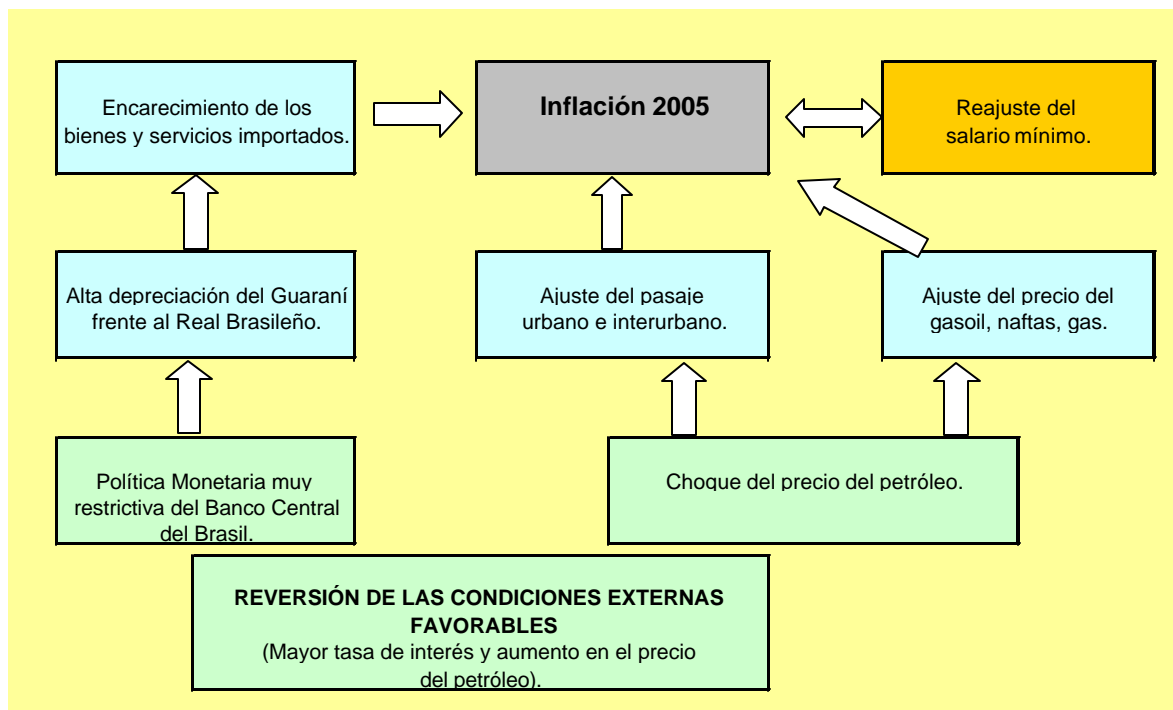 Encarecimiento de los
bienes y servicios importados.
Inflación 2005
Reajuste del
salario mínimo.
Alta depreciación del Guaraní
frente al Real Brasileño.
Ajuste del pasaje
urbano e interurbano.
Ajuste del precio del
gasoil, naftas, gas.
Política Monetaria muy
restrictiva del Banco Central
del Brasil.
Choque del precio del petróleo.
REVERSIÓN DE LAS CONDICIONES EXTERNAS
FAVORABLES
(Mayor tasa de interés y aumento en el precio
del petróleo).